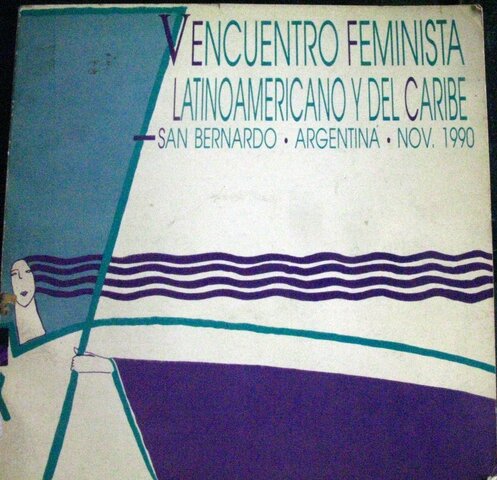 V ENCUENTRO FEMINISTA
LATINOAMERICANO Y DEL CARIBE
SAN BERNARDO · ARGENTINA · NOV. 1990